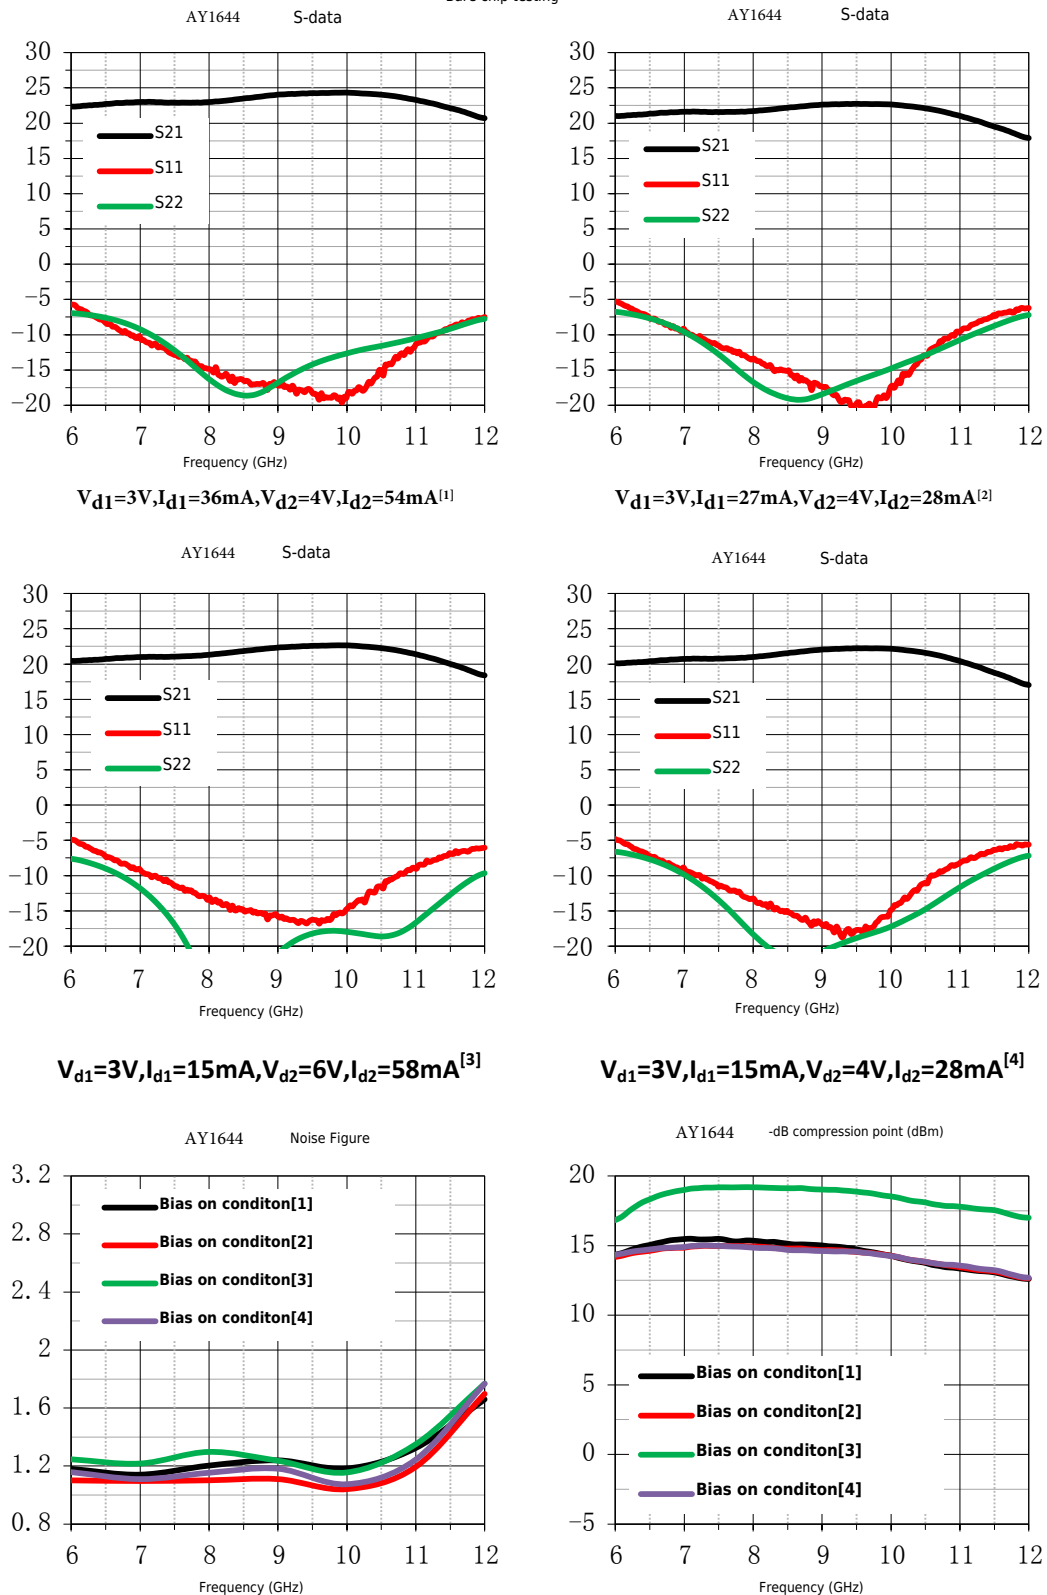 Bare chip testing
AY1644 S-data
30
25
20
15
10
5
0
−5
−10
−15
−20
S21
S11
S22
6 7 8 9 10 11 12
Frequency (GHz)
Vd1=3V,Id1=36mA,Vd2=4V,Id2=54mA[1]
AY1644 S-data
30
25
20
15
10
5
0
−5
−10
−15
−20
S21
S11
S22
6 7 8 9 10 11 12
Frequency (GHz)
Vd1=3V,Id1=27mA,Vd2=4V,Id2=28mA[2]
AY1644 S-data
30
25
20
15
10
5
0
−5
−10
−15
−20
S21
S11
S22
6 7 8 9 10 11 12
Frequency (GHz)
Vd1=3V,Id1=15mA,Vd2=6V,Id2=58mA[3]
AY1644 S-data
30
25
20
15
10
5
0
−5
−10
−15
−20
S21
S11
S22
6 7 8 9 10 11 12
Frequency (GHz)
Vd1=3V,Id1=15mA,Vd2=4V,Id2=28mA[4]
AY1644 Noise Figure
3.2
2.8
2.4
2
1.6
1.2
0.8
Bias on conditon[1]
Bias on conditon[2]
Bias on conditon[3]
Bias on conditon[4]
6 7 8 9 10 11 12
Frequency (GHz)
AY1644 -dB compression point (dBm)
20
15
10
5
0
−5
Bias on conditon[1]
Bias on conditon[2]
Bias on conditon[3]
Bias on conditon[4]
6 7 8 9 10 11 12
Frequency (GHz)